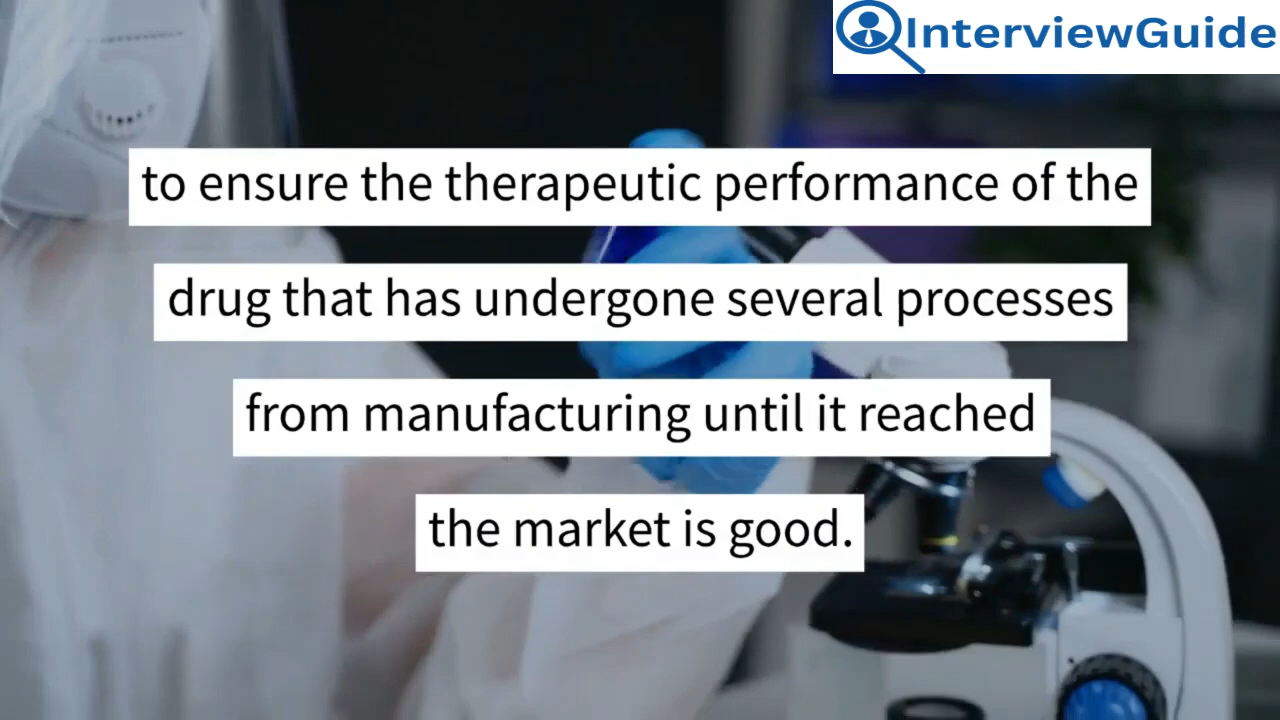 InterviewGuide
to ensure the therapeutic performance of the
drug that has undergone several processes
from manufacturing until it reached
the market is good.